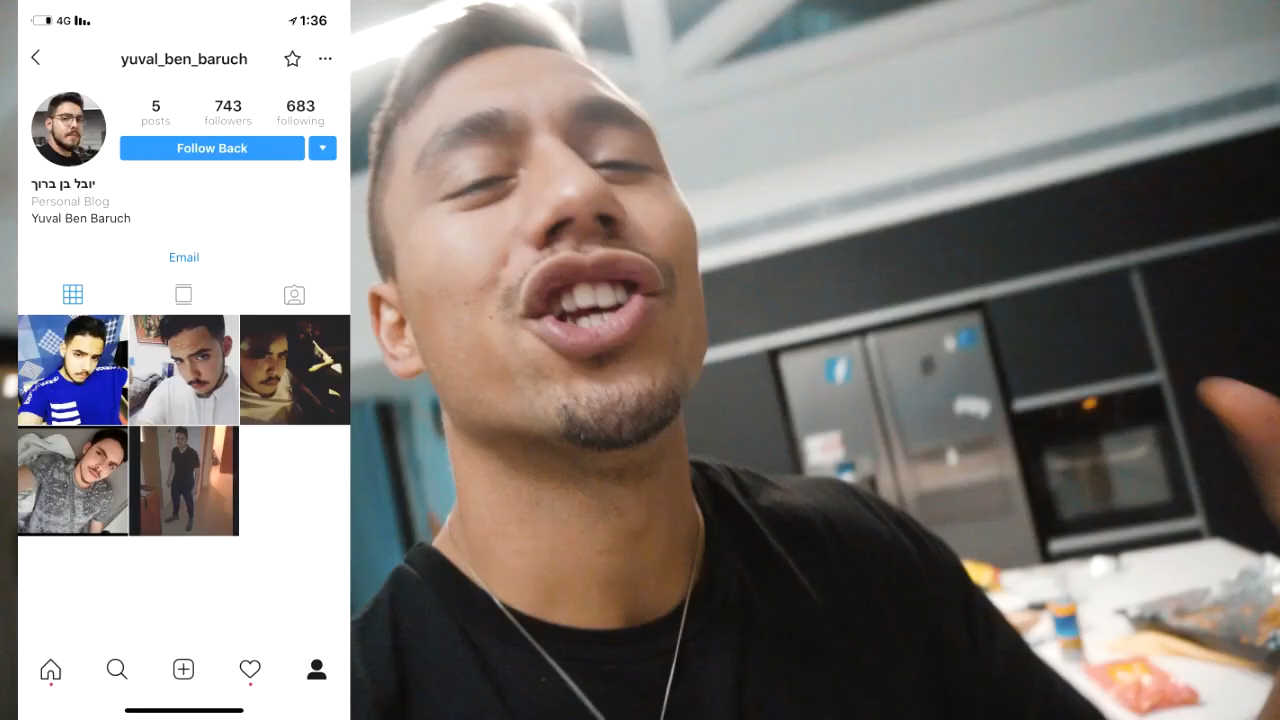 4G
1:36
yuval_ben_baruch
5 743 683
posts followers following
Follow Back
יובל בן ברוך
Personal Blog
Yuval Ben Baruch
Email